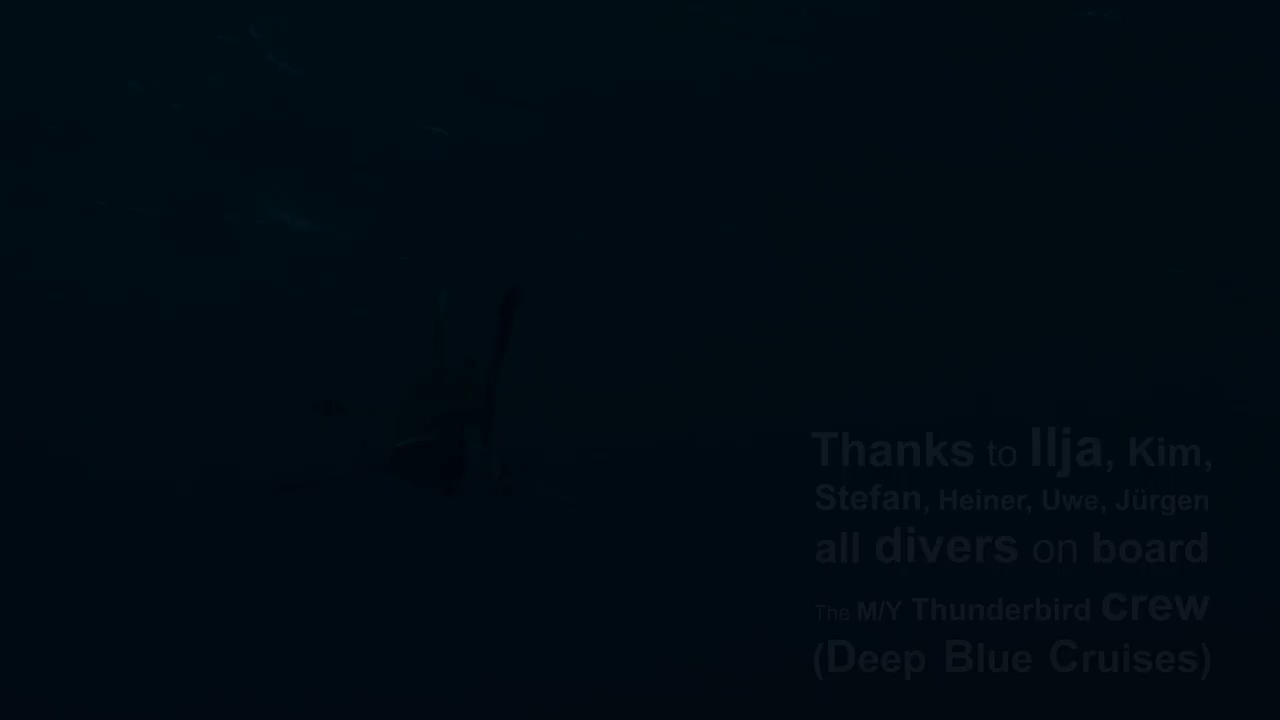 Thanks to Ilja, Kim,
Stefan, Heiner, Uwe, Jürgen
all divers on board
The M/Y Thunderbird crew
(Deep Blue Cruises)